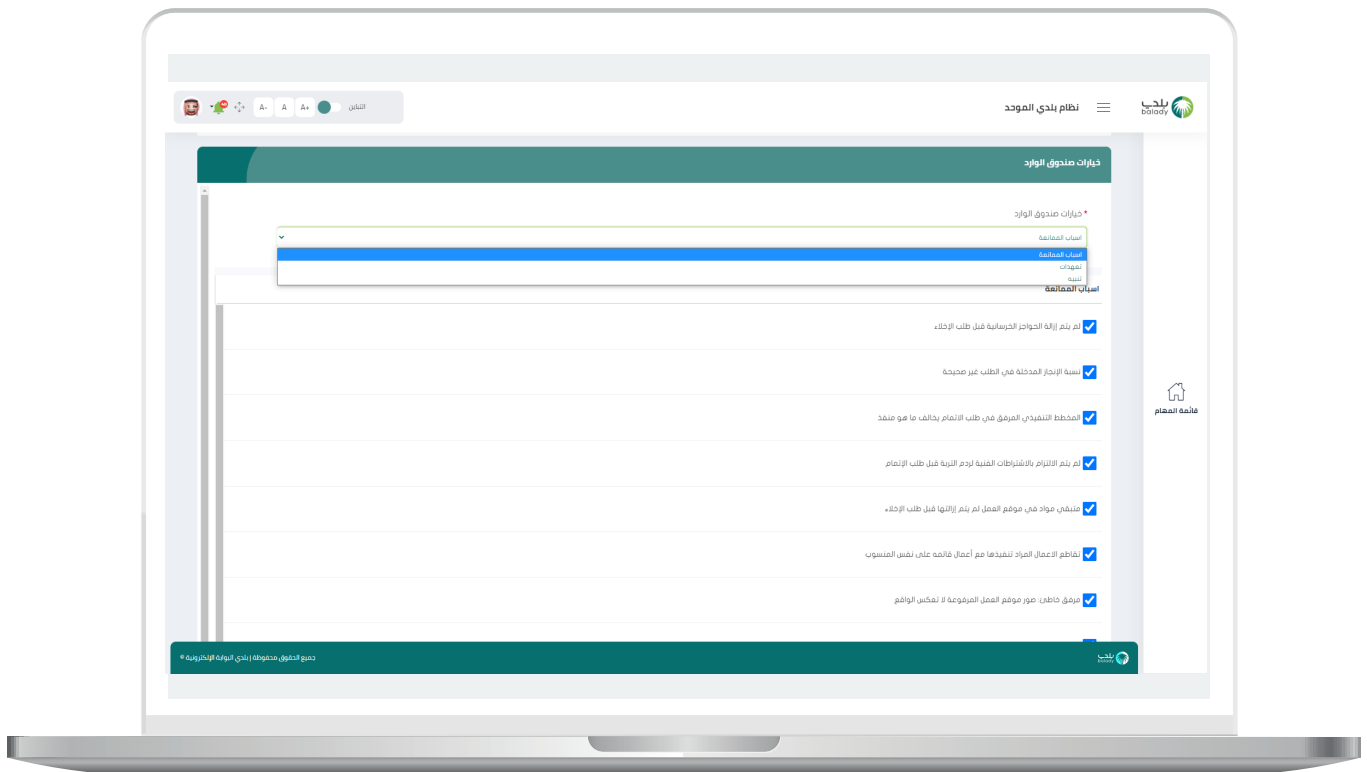 بلدي
balady
نظام بلدي الموحد
التباين
A+
A
A-
خيارات صندوق الوارد
* خيارات صندوق الوارد
اسباب الممانعة
اسباب الممانعة
تعهدات
تنبيه
اسباب الممانعة
لم يتم إزالة الحواجز الخرسانية قبل طلب الإخلاء
نسبة الإنجاز المدخلة في الطلب غير صحيحة
المخطط التنفيذي المرفق في طلب الاتمام يخالف ما هو منفذ
لم يتم الالتزام بالاشتراطات الفنية لردم التربة قبل طلب الإتمام
متبقي مواد في موقع العمل لم يتم إزالتها قبل طلب الإخلاء
تقاطع الاعمال المراد تنفيذها مع أعمال قائمه على نفس المنسوب
مرفق خاطئ: صور موقع العمل المرفوعة لا تعكس الواقع
قائمة المهام
بلدي
balady
جميع الحقوق محفوظة | بلدي البوابة الإلكترونية ©